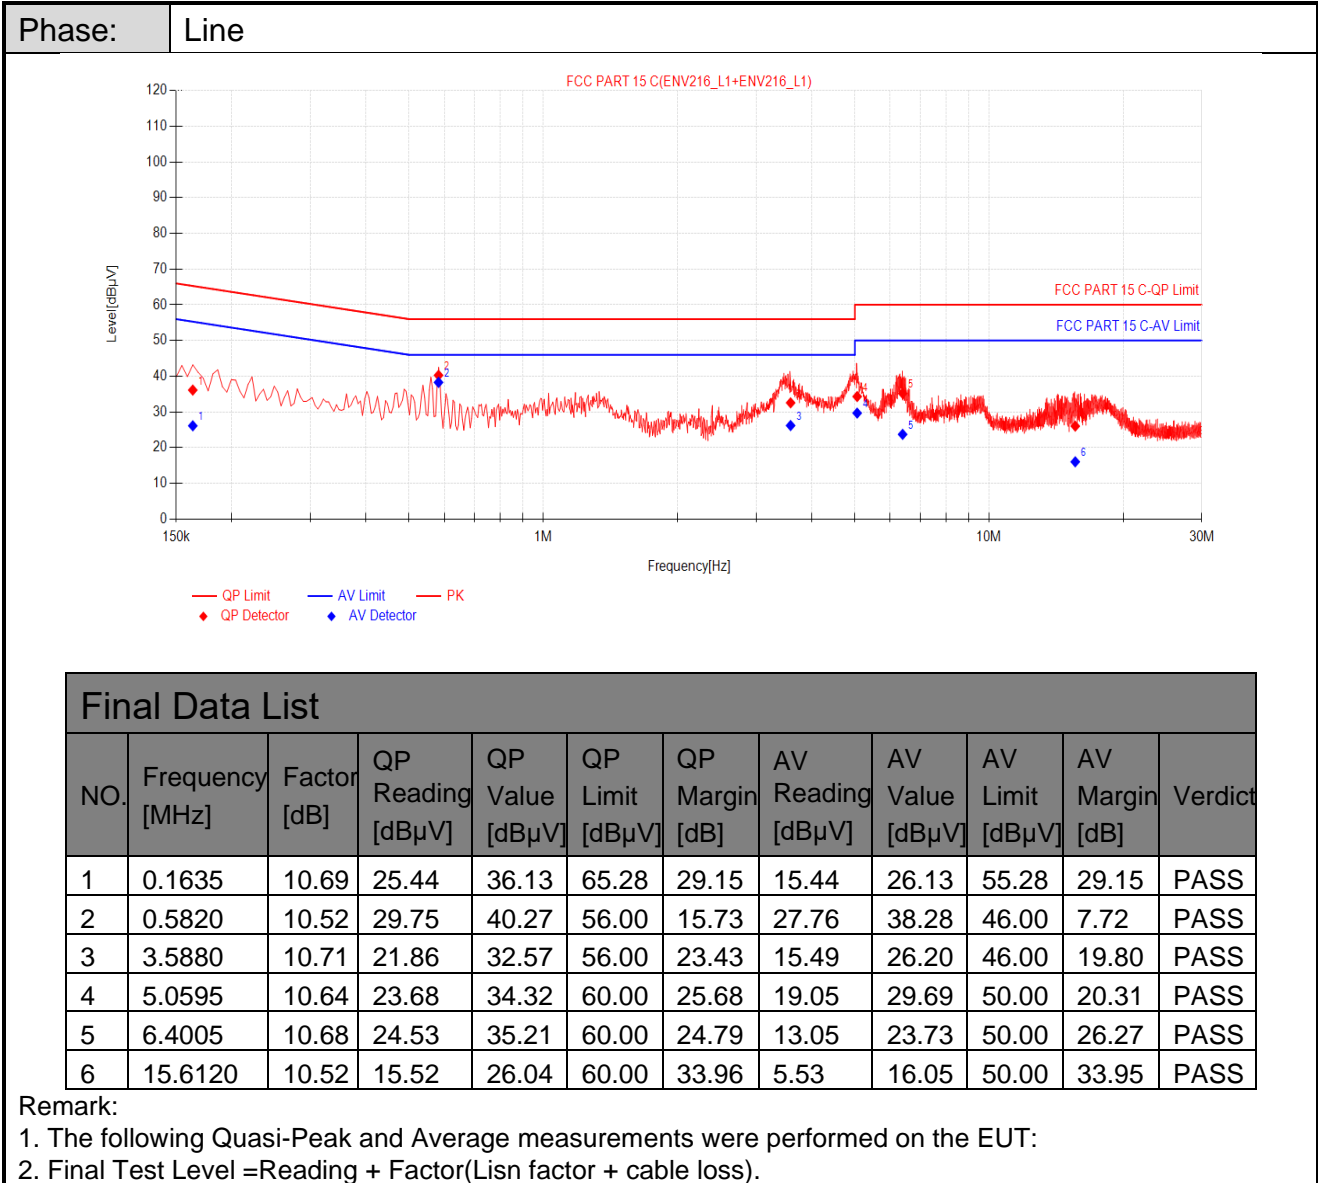 Phase: Line
FCC PART 15 C(ENV216_L1+ENV216_L1)
120
110
100
90
80
70
60
50
40
30
20
10
0
Level[dBμV]
FCC PART 15 C-QP Limit
FCC PART 15 C-AV Limit
1
1
2
2
3
4
4
5
5
6
150k 1M 10M 30M
Frequency[Hz]
QP Limit AV Limit PK
QP Detector AV Detector
Final Data List
NO. Frequency [MHz] Factor [dB] QP Reading [dBμV] QP Value [dBμV] QP Limit [dBμV] QP Margin [dB] AV Reading [dBμV] AV Value [dBμV] AV Limit [dBμV] AV Margin [dB] Verdict
1 0.1635 10.69 25.44 36.13 65.28 29.15 15.44 26.13 55.28 29.15 PASS
2 0.5820 10.52 29.75 40.27 56.00 15.73 27.76 38.28 46.00 7.72 PASS
3 3.5880 10.71 21.86 32.57 56.00 23.43 15.49 26.20 46.00 19.80 PASS
4 5.0595 10.64 23.68 34.32 60.00 25.68 19.05 29.69 50.00 20.31 PASS
5 6.4005 10.68 24.53 35.21 60.00 24.79 13.05 23.73 50.00 26.27 PASS
6 15.6120 10.52 15.52 26.04 60.00 33.96 5.53 16.05 50.00 33.95 PASS
Remark:
1. The following Quasi-Peak and Average measurements were performed on the EUT:
2. Final Test Level =Reading + Factor(Lisn factor + cable loss).